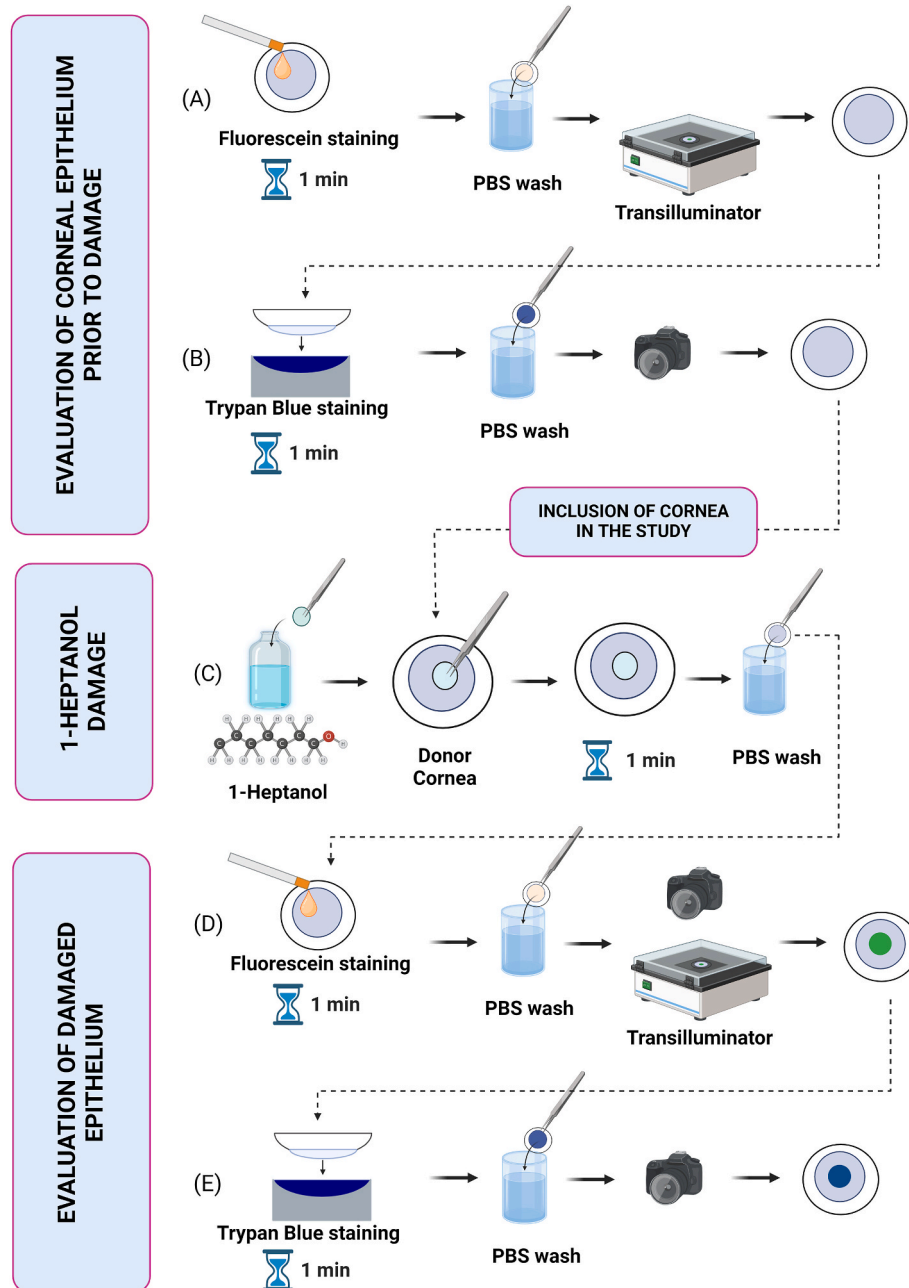 EVALUATION OF CORNEAL EPITHELIUM
PRIOR TO DAMAGE
(A)
Fluorescein staining
1 min
PBS wash
Transilluminator
(B)
Trypan Blue staining
1 min
PBS wash
INCLUSION OF CORNEA
IN THE STUDY
1-HEPTANOL
DAMAGE
(C)
H H H H H H
C C C C C C C O H
H H H H H H H H H
1-Heptanol
Donor
Cornea
1 min
PBS wash
EVALUATION OF DAMAGED
EPITHELIUM
(D)
Fluorescein staining
1 min
PBS wash
Transilluminator
(E)
Trypan Blue staining
1 min
PBS wash